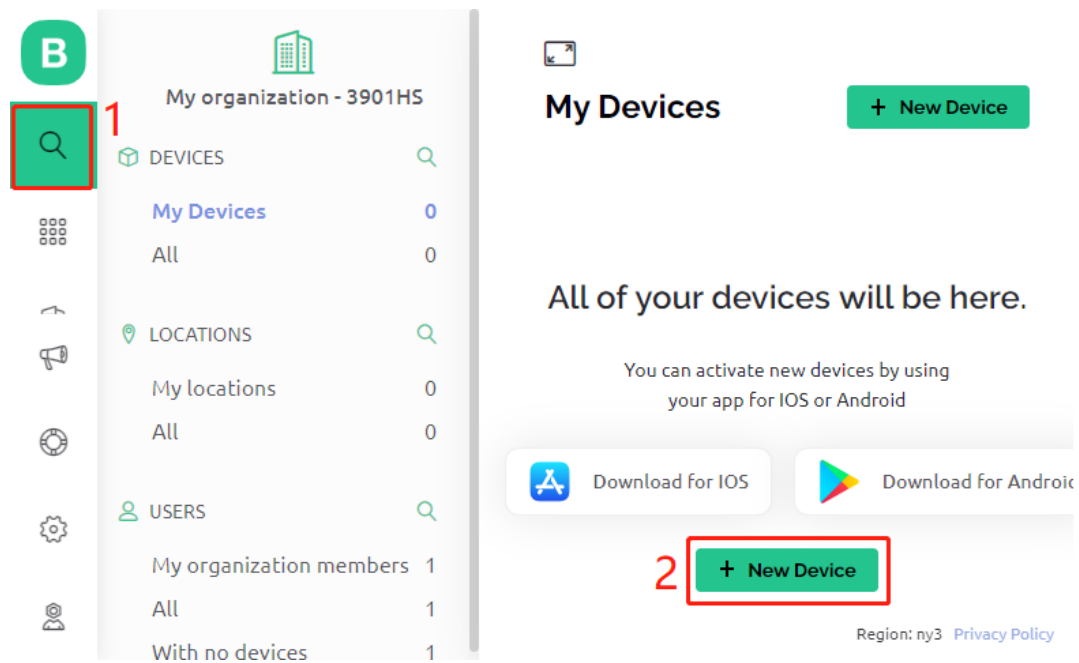 B
1
My organization - 3901HS
DEVICES
My Devices 0
All 0
LOCATIONS
My locations 0
All 0
USERS
My organization members 1
All 1
With no devices 1
My Devices
+ New Device
All of your devices will be here.
You can activate new devices by using
your app for IOS or Android
Download for IOS
Download for Android
2
+ New Device
Region: ny3 Privacy Policy